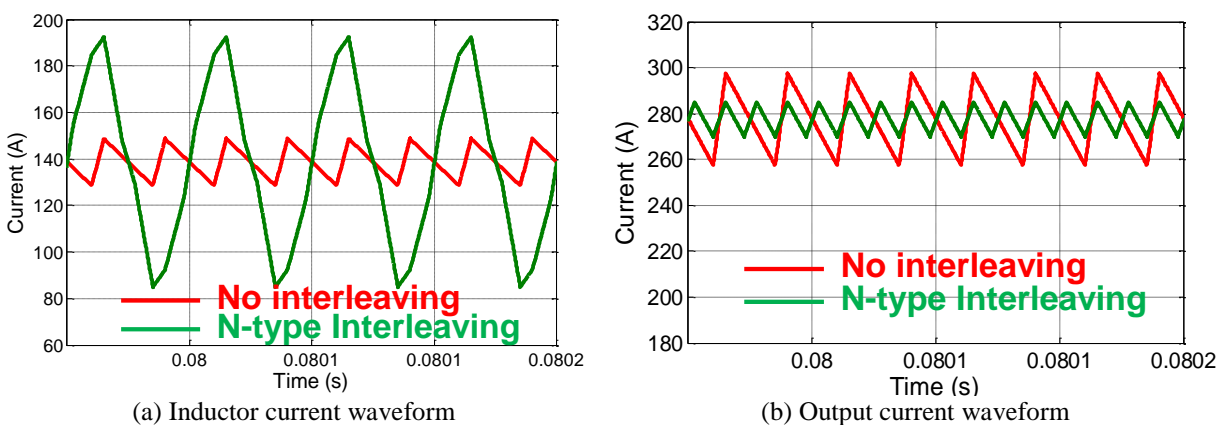 200
180
160
140
120
100
80
60
Current (A)
No interleaving
N-type Interleaving
0.08
0.0801
0.0801
0.0802
Time (s)
(a) Inductor current waveform
320
300
280
260
240
220
200
180
Current (A)
No interleaving
N-type Interleaving
0.08
0.0801
0.0801
0.0802
Time (s)
(b) Output current waveform